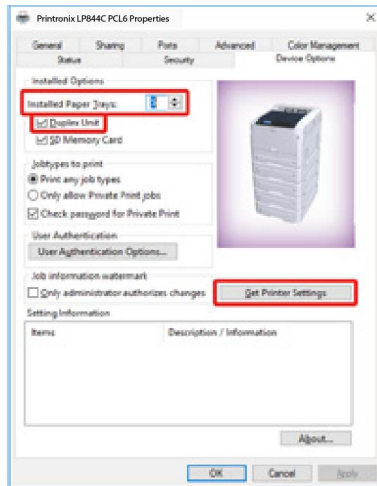 Printronix LP844C PCL6 Properties
General Sharing Ports Advanced Color Management
Status Security Device Options
Installed Options
Installed Paper Trays:
Duplex Unit
SD Memory Card
Jobtypes to print
Print any job types
Only allow Private Print jobs
Check password for Private Print
User Authentication
User Authentication Options...
Job information watermark
Only administrator authorizes changes
Get Printer Settings
Setting Information
Items Description / Information
About...
OK Cancel Apply